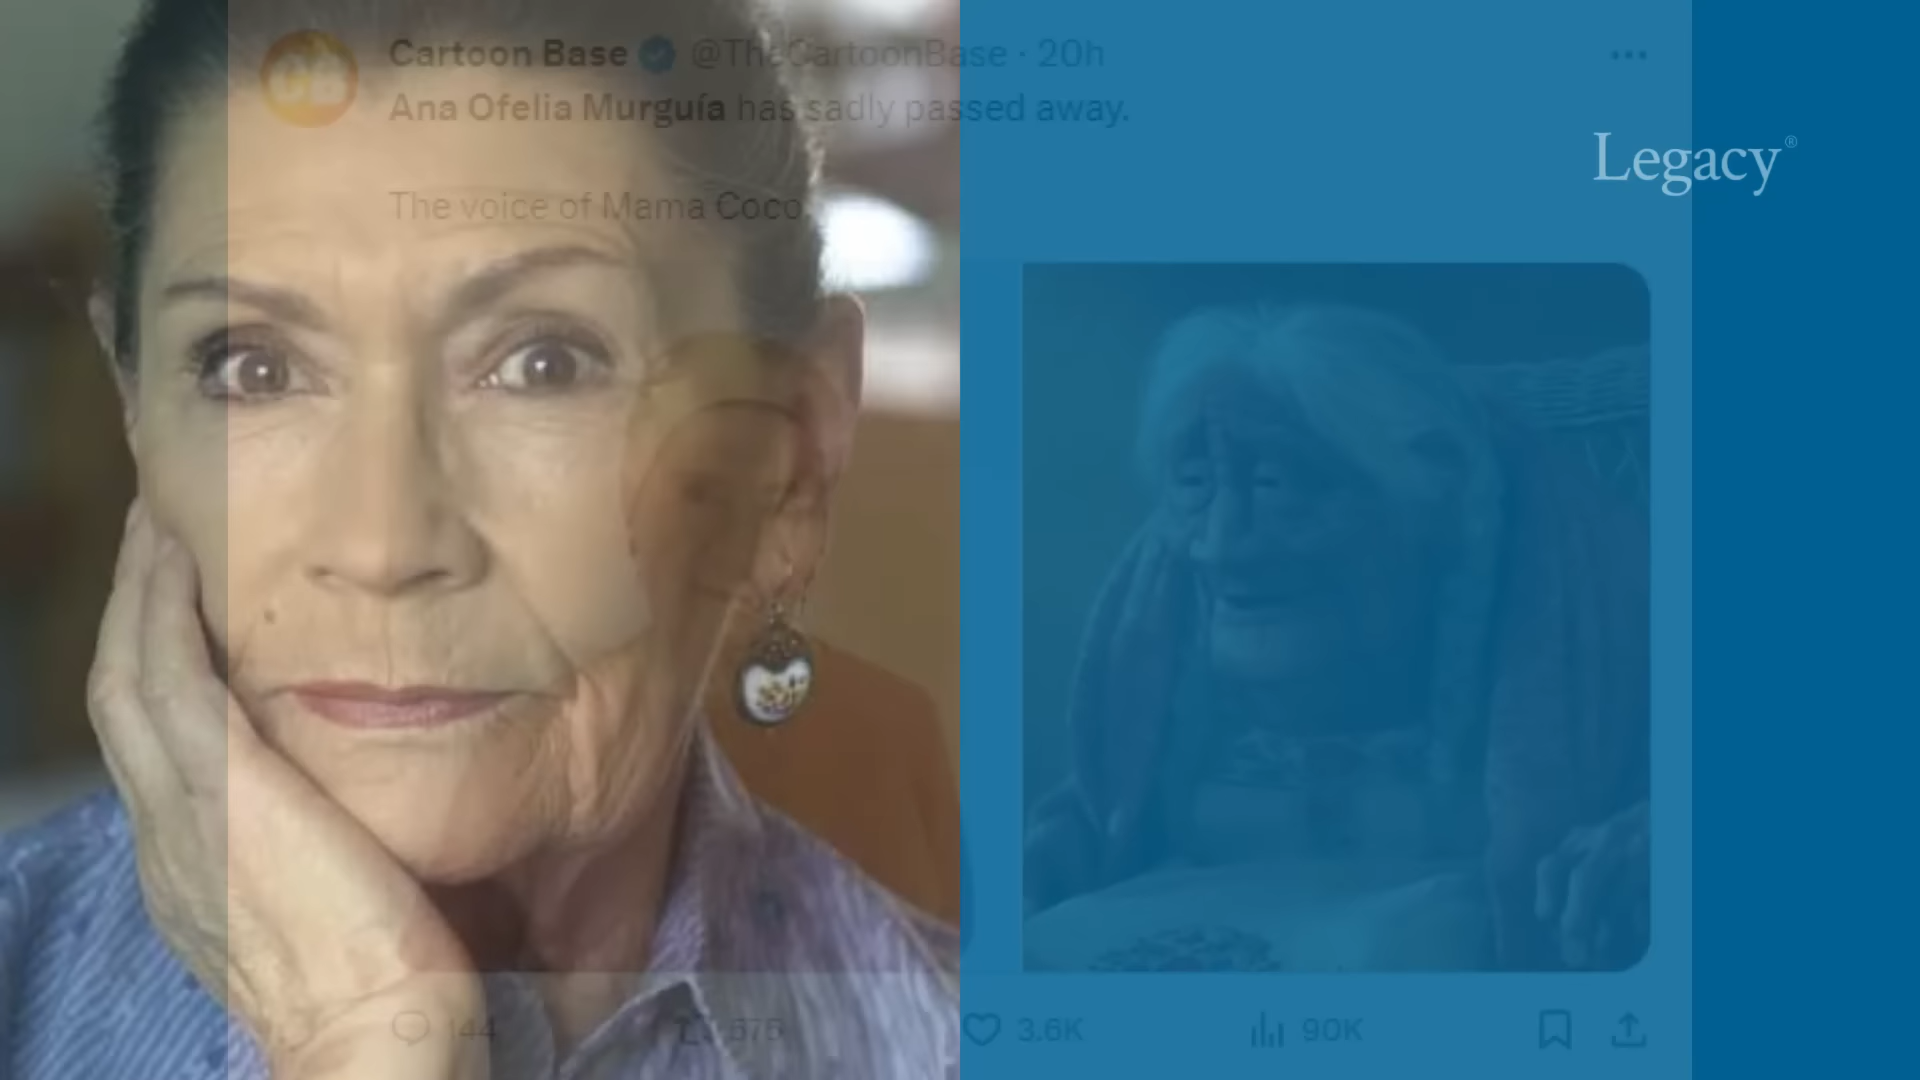 Cartoon Base @TheCartoonBase · 20h
Ana Ofelia Murguía has sadly passed away.
Legacy®
The voice of Mama Coco
144 575 3.6K 90K